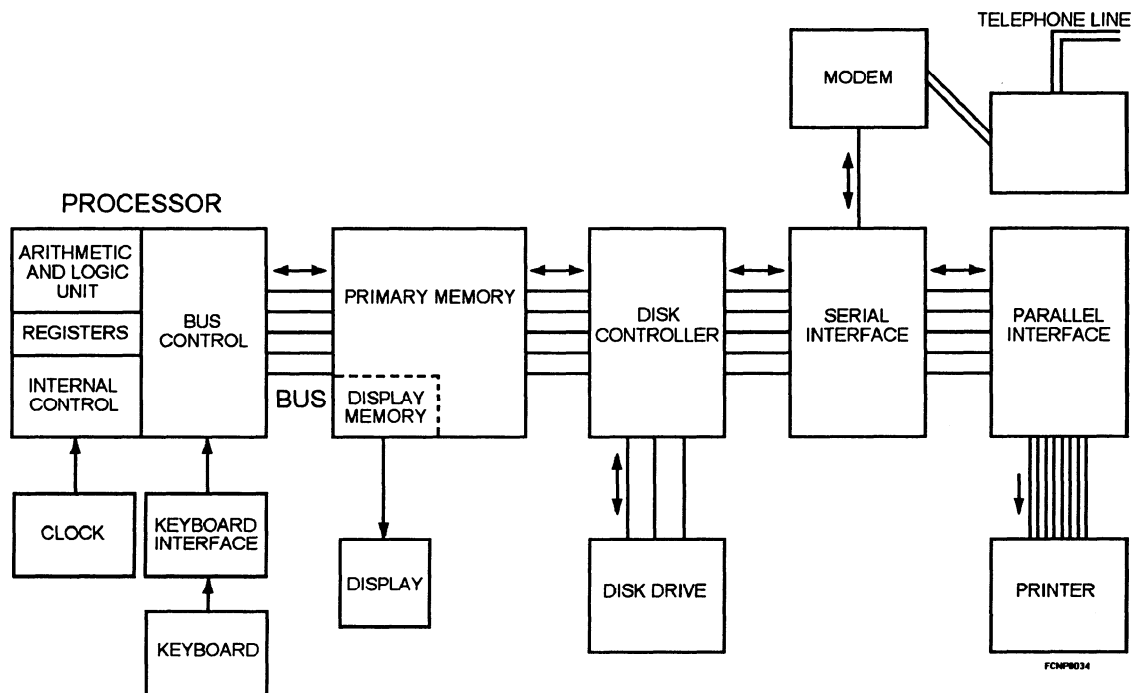 TELEPHONE LINE
MODEM
PROCESSOR
ARITHMETIC
AND LOGIC
UNIT
REGISTERS
INTERNAL
CONTROL
BUS
CONTROL
BUS
PRIMARY MEMORY
DISPLAY
MEMORY
DISK
CONTROLLER
SERIAL
INTERFACE
PARALLEL
INTERFACE
CLOCK
KEYBOARD
INTERFACE
KEYBOARD
DISPLAY
DISK DRIVE
PRINTER
FCNP0034